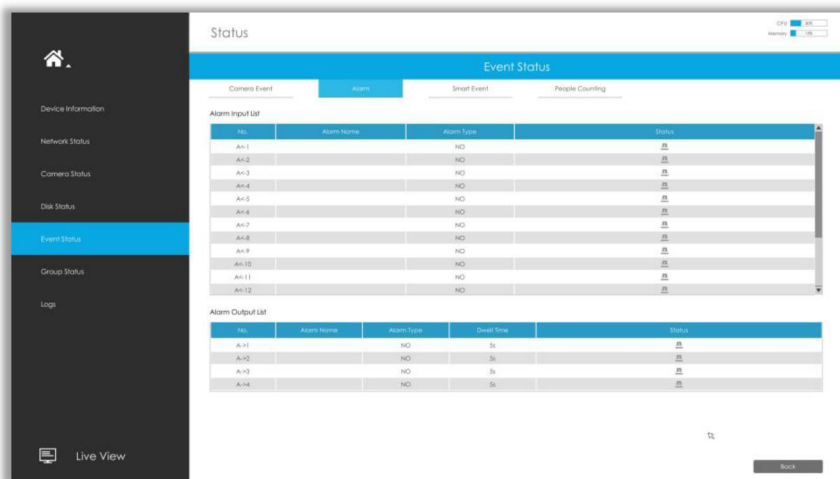 Status
CPU
Memory
Event Status
Camera Event Alarm Smart Event People Counting
Device Information
Network Status
Camera Status
Disk Status
Event Status
Group Status
Logs
Live View
Alarm Input List
No. Alarm Name Alarm Type Status
A<-1 NO
A<-2 NO
A<-3 NO
A<-4 NO
A<-5 NO
A<-6 NO
A<-7 NO
A<-8 NO
A<-9 NO
A<-10 NO
A<-11 NO
A<-12 NO
Alarm Output List
No. Alarm Name Alarm Type Dwell Time Status
A->1 NO 5s
A->2 NO 5s
A->3 NO 5s
A->4 NO 5s
Back